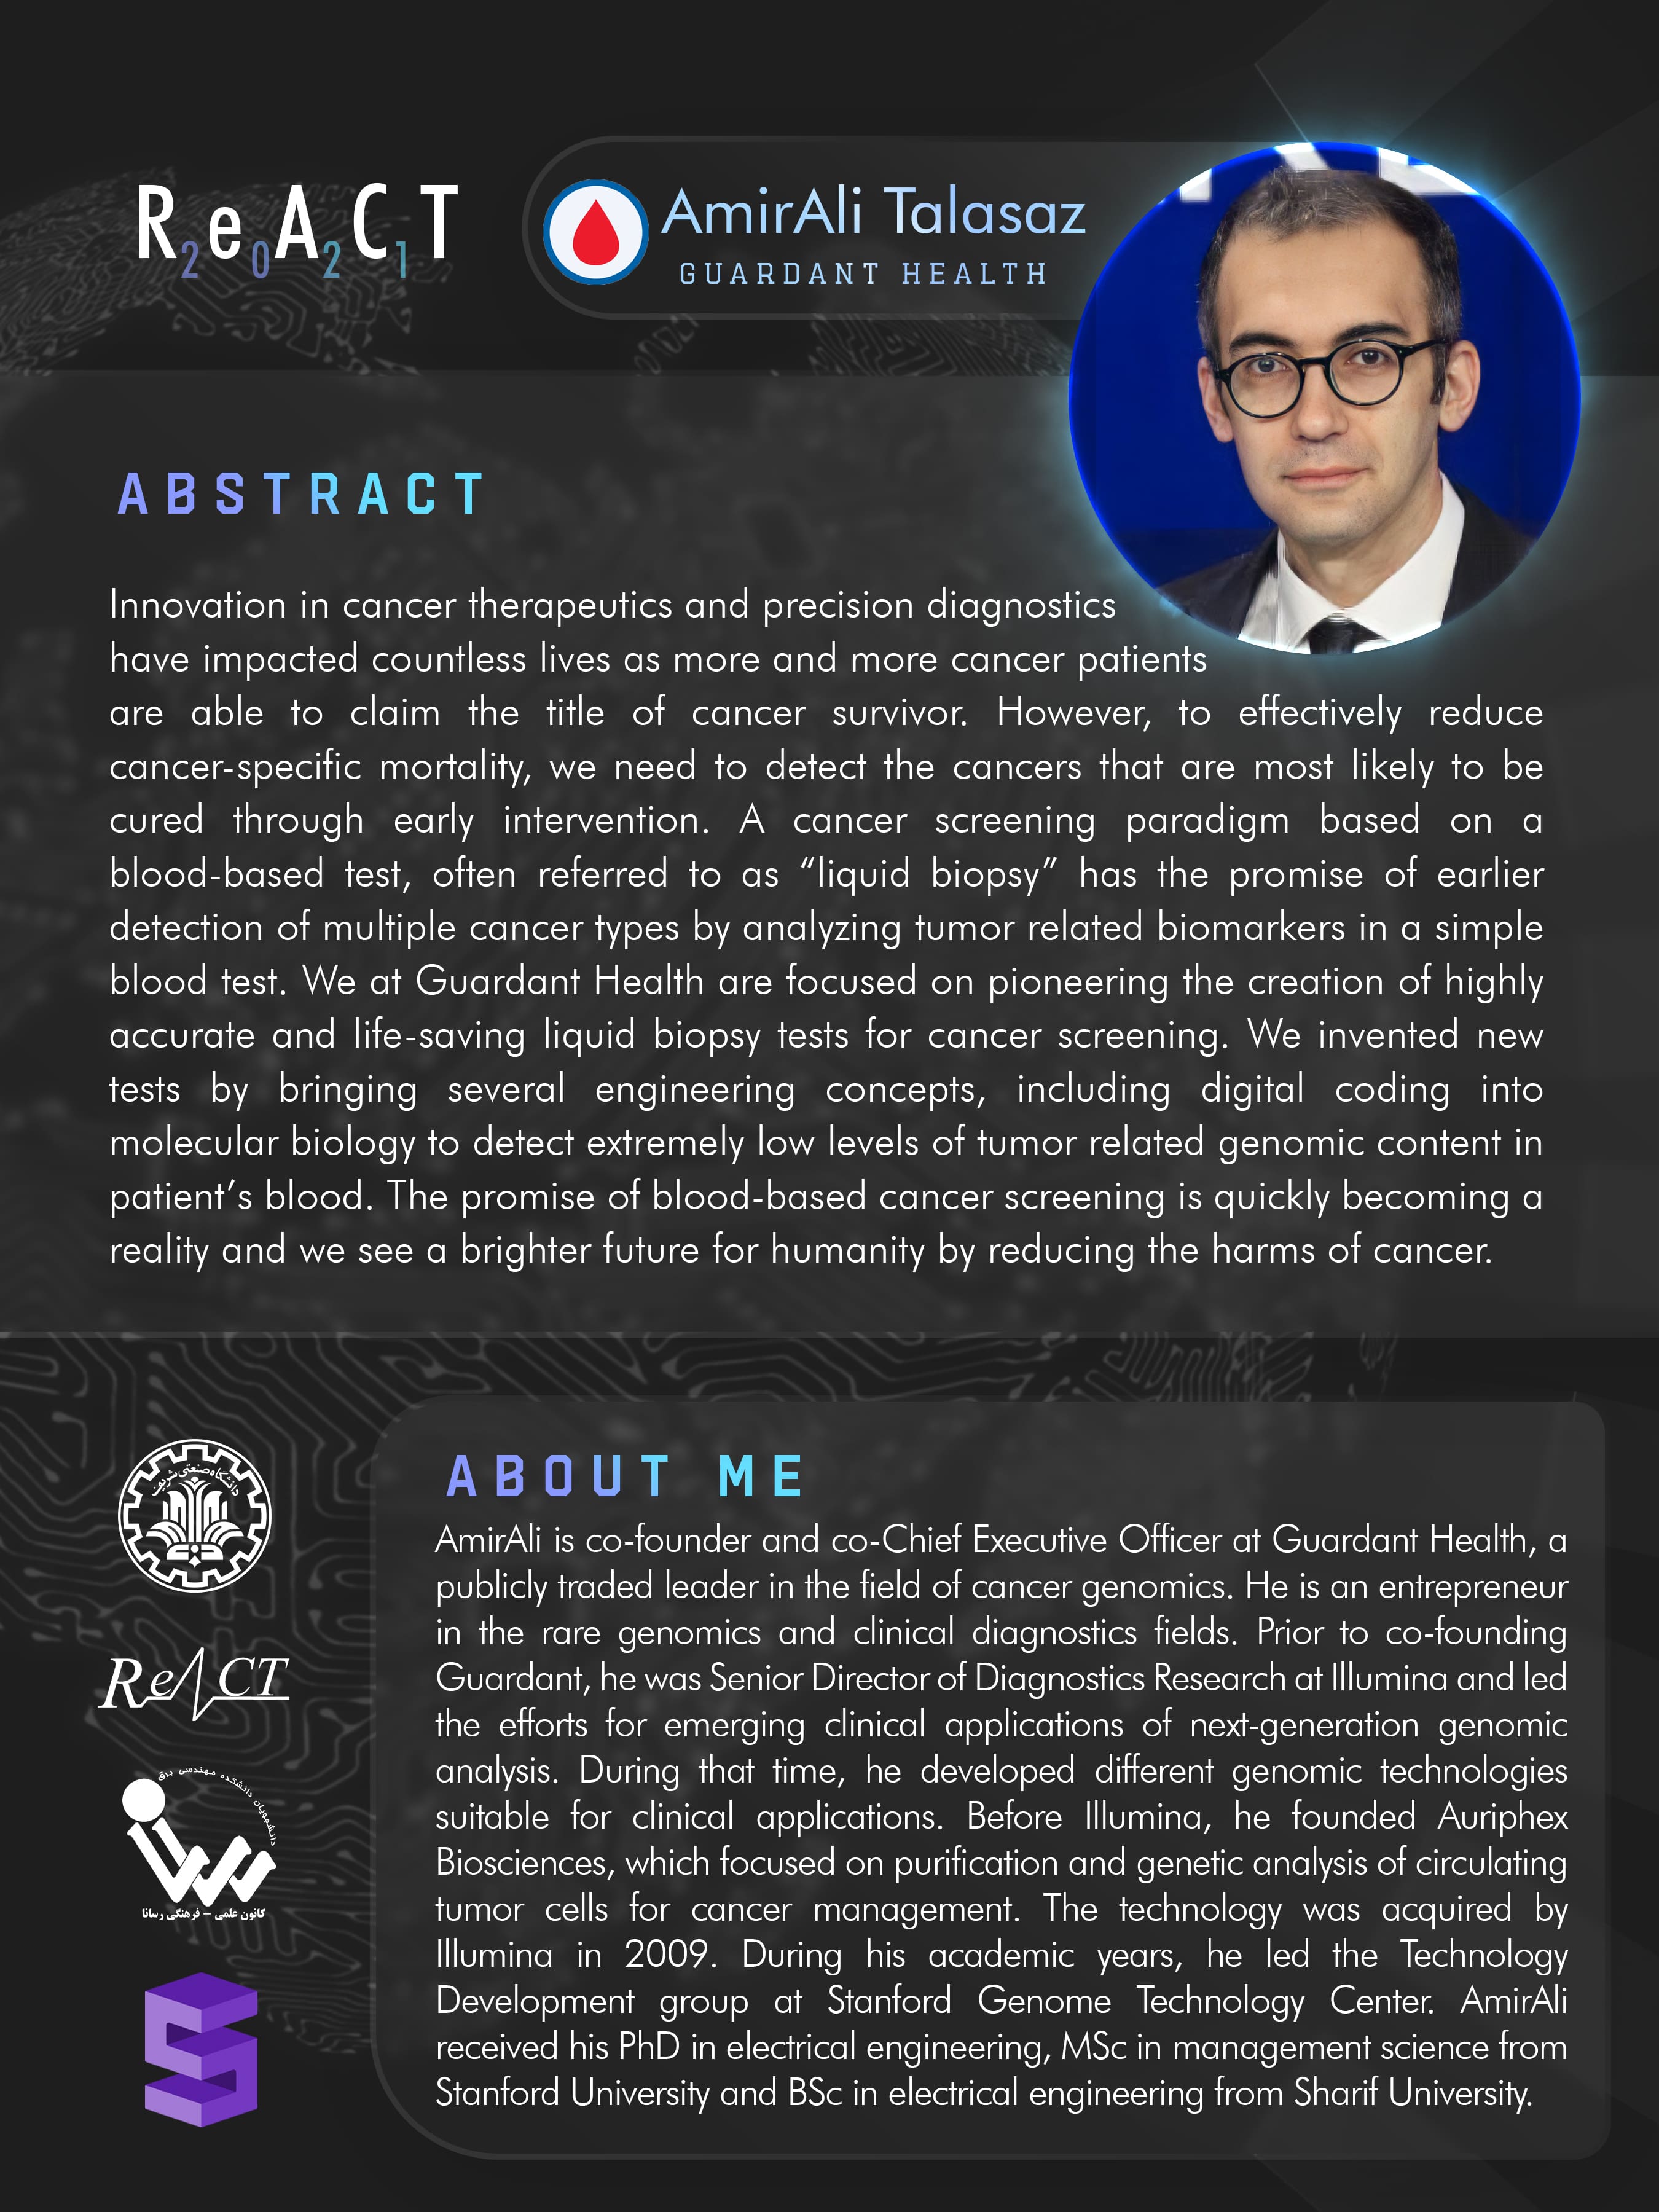 ReACT
2021
AmirAli Talasaz
GUARDANT HEALTH
ABSTRACT
Innovation in cancer therapeutics and precision diagnostics
have impacted countless lives as more and more cancer patients
are able to claim the title of cancer survivor. However, to effectively reduce
cancer-specific mortality, we need to detect the cancers that are most likely to be
cured through early intervention. A cancer screening paradigm based on a
blood-based test, often referred to as “liquid biopsy” has the promise of earlier
detection of multiple cancer types by analyzing tumor related biomarkers in a simple
blood test. We at Guardant Health are focused on pioneering the creation of highly
accurate and life-saving liquid biopsy tests for cancer screening. We invented new
tests by bringing several engineering concepts, including digital coding into
molecular biology to detect extremely low levels of tumor related genomic content in
patient’s blood. The promise of blood-based cancer screening is quickly becoming a
reality and we see a brighter future for humanity by reducing the harms of cancer.
دانشگاه صنعتی شریف
ReACT
دانشجویان دانشکده مهندسی برق
رسانا
کانون علمی - فرهنگی رسانا
ABOUT ME
AmirAli is co-founder and co-Chief Executive Officer at Guardant Health, a
publicly traded leader in the field of cancer genomics. He is an entrepreneur
in the rare genomics and clinical diagnostics fields. Prior to co-founding
Guardant, he was Senior Director of Diagnostics Research at Illumina and led
the efforts for emerging clinical applications of next-generation genomic
analysis. During that time, he developed different genomic technologies
suitable for clinical applications. Before Illumina, he founded Auriphex
Biosciences, which focused on purification and genetic analysis of circulating
tumor cells for cancer management. The technology was acquired by
Illumina in 2009. During his academic years, he led the Technology
Development group at Stanford Genome Technology Center. AmirAli
received his PhD in electrical engineering, MSc in management science from
Stanford University and BSc in electrical engineering from Sharif University.